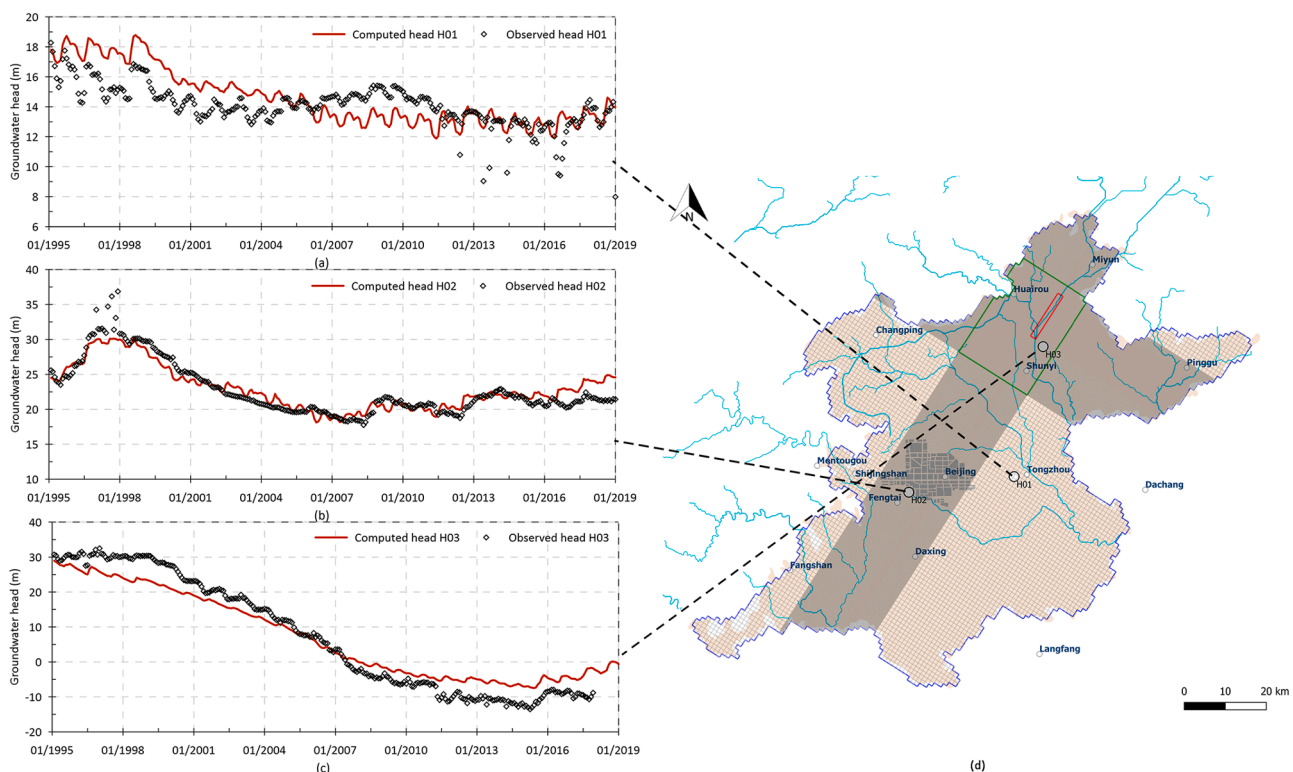 20
18
16
14
12
10
8
6
Groundwater head (m)
Computed head H01
Observed head H01
01/1995 01/1998 01/2001 01/2004 01/2007 01/2010 01/2013 01/2016 01/2019
(a)
40
35
30
25
20
15
10
Groundwater head (m)
Computed head H02
Observed head H02
01/1995 01/1998 01/2001 01/2004 01/2007 01/2010 01/2013 01/2016 01/2019
(b)
40
30
20
10
0
-10
-20
Groundwater head (m)
Computed head H03
Observed head H03
01/1995 01/1998 01/2001 01/2004 01/2007 01/2010 01/2013 01/2016 01/2019
(c)
N
Miyun
Huairou
Changping
H03
Shunyi
Pinggu
Mentougou
Shijingshan
Beijing
Tongzhou
H01
Dachang
H02
Fengtai
Daxing
Fangshan
Langfang
0 10 20 km
(d)